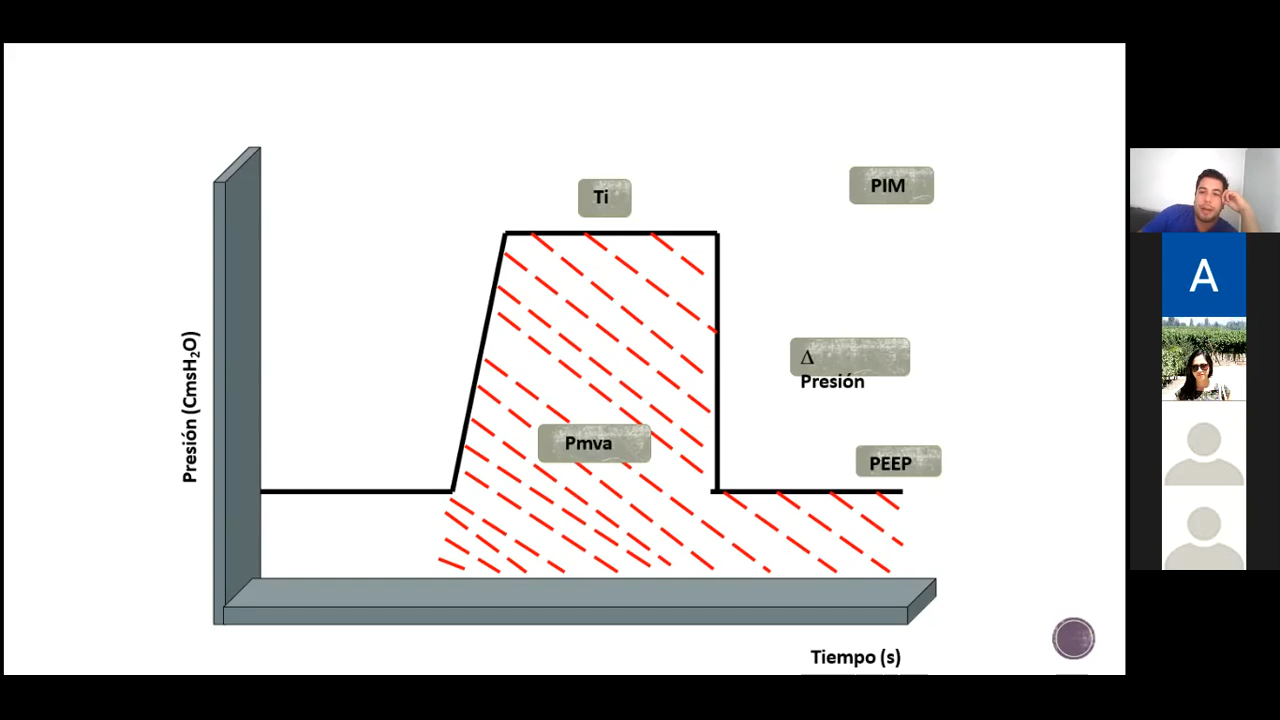 PIM
Ti
Δ
Presión
Pmva
PEEP
Presión (CmsH₂O)
Tiempo (s)
A